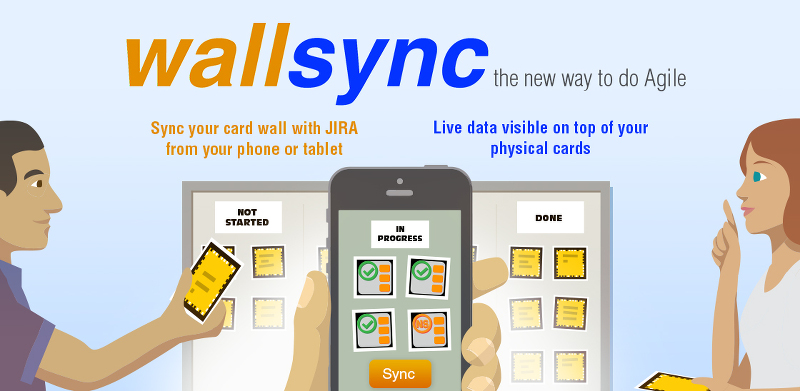 wallsync the new way to do Agile
Sync your card wall with JIRA
from your phone or tablet
Live data visible on top of your
physical cards
NOT
STARTED
IN
PROGRESS
DONE
Sync